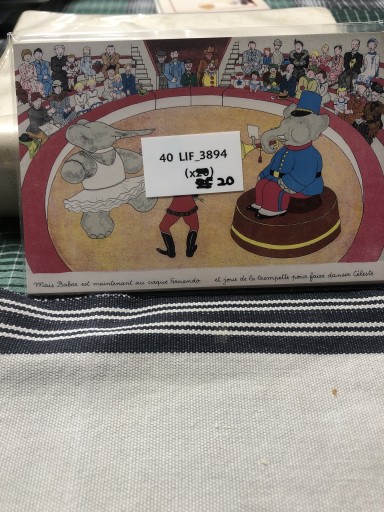 40 LIF_3894
(x20)
25 20
Mais Babar est maintenant au cirque Fernando
et joue de la trompette pour faire danser Céleste